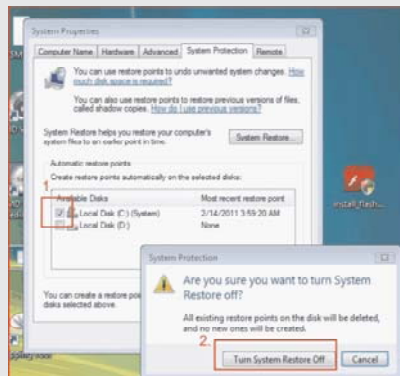 System Properties
Computer Name
Hardware
Advanced
System Protection
Remote
You can use restore points to undo unwanted system changes. How
much disk space is required?
You can also use restore points to restore previous versions of files,
called shadow copies. How do I use previous versions?
System Restore helps you restore your computer's
system files to an earlier point in time.
System Restore...
Automatic restore points
Create restore points automatically on the selected disks:
1.
Available Disks
Most recent restore point
Local Disk (C:) (System)
2/14/2011 3:59:20 AM
Local Disk (D:)
None
install_flash...
You can create a restore poi
disks selected above.
System Protection
Are you sure you want to turn System
Restore off?
All existing restore points on the disk will be deleted,
and no new ones will be created.
2.
Turn System Restore Off
Cancel